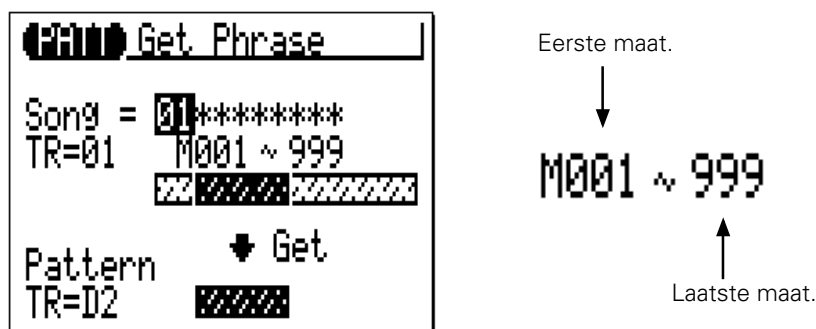 PATT Get Phrase
Song = 01********
TR=01 M001 ~ 999
Get
Pattern
TR=D2
Eerste maat.
M001 ~ 999
Laatste maat.